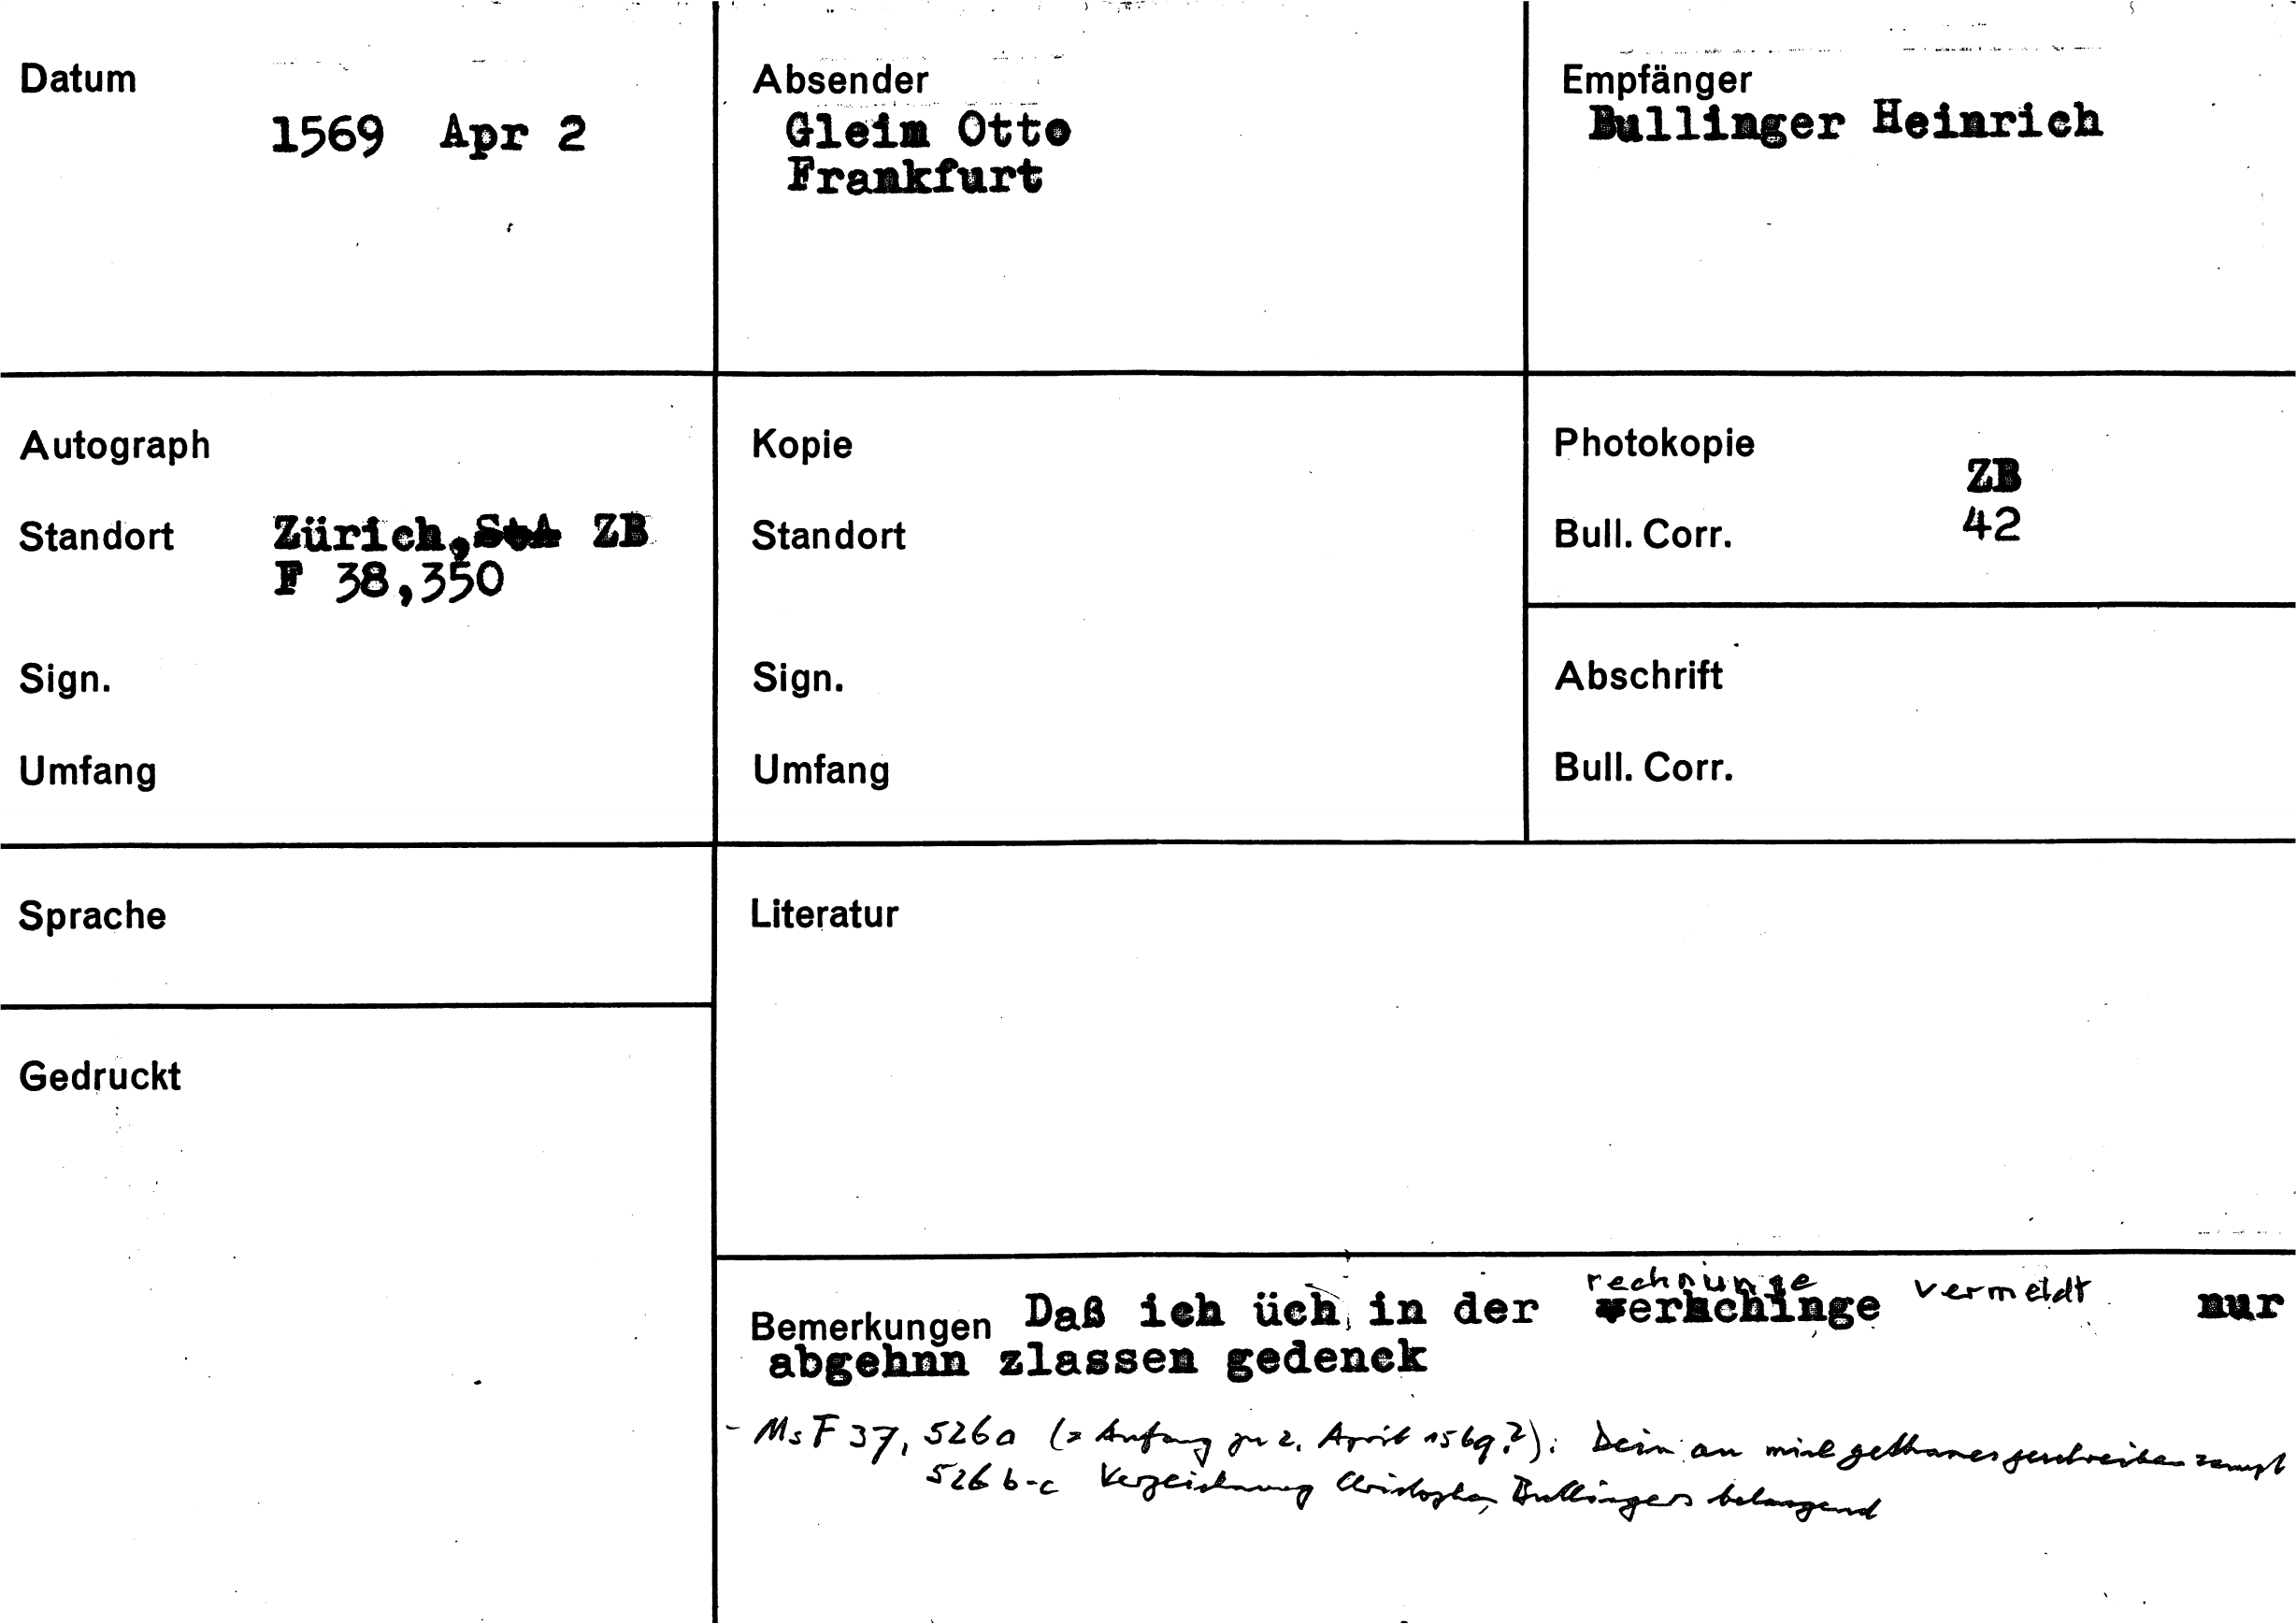 Datum
1569 Apr 2
Absender
Gleim Otto
Frankfurt
Empfänger
Bullinger Heinrich
Autograph
Standort Zürich, StA ZB
F 38,350
Sign.
Umfang
Kopie
Standort
Sign.
Umfang
Photokopie ZB
Bull. Corr. 42
Abschrift
Bull. Corr.
Sprache
Gedruckt
Literatur
rechnunge vermeldt
Bemerkungen Daß ich üch in der nur
abgehnn zlassen gedenck
- Ms F 37, 526a (= Anfang zu 2. April 1569?): Dein an mich gethanes geschreiben sampt
526 b-c Verzeichnung Christophen Bullingers belangend